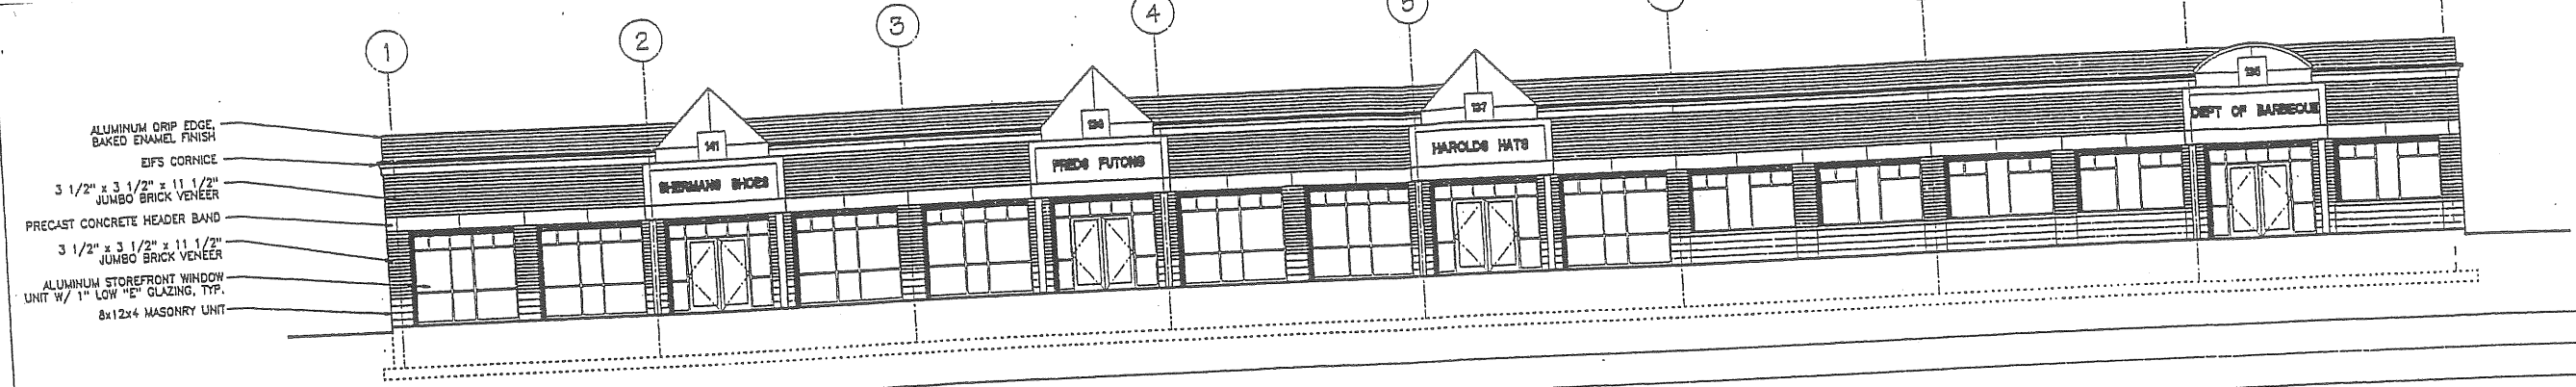 1
2
3
4
5
ALUMINUM DRIP EDGE,
BAKED ENAMEL FINISH
EIFS CORNICE
3 1/2" x 3 1/2" x 11 1/2"
JUMBO BRICK VENEER
PRECAST CONCRETE HEADER BAND
3 1/2" x 3 1/2" x 11 1/2"
JUMBO BRICK VENEER
ALUMINUM STOREFRONT WINDOW
UNIT W/ 1" LOW "E" GLAZING, TYP.
8x12x4 MASONRY UNIT
141
SHERMANS SHOES
FREDS FUTONS
137
HAROLDS HATS
135
DEPT OF BARBEQUE